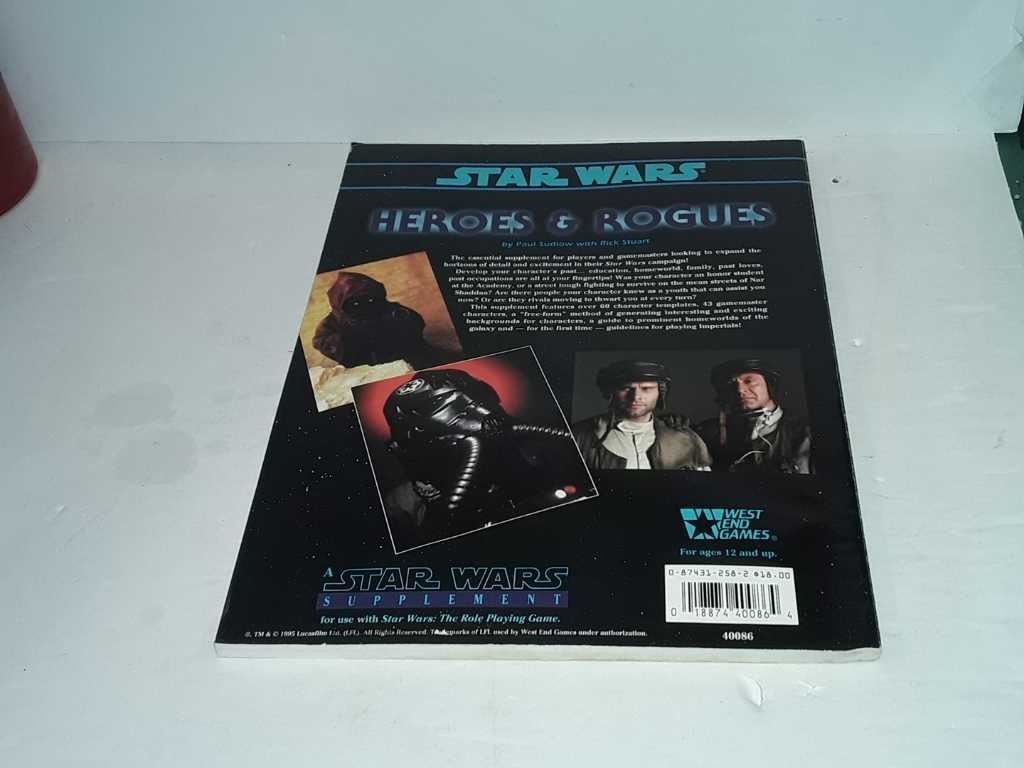 STAR WARS
HEROES & ROGUES
by Paul Sudlow with Rick Stuart
The essential supplement for players and gamemasters looking to expand the
horizons of detail and excitement in their Star Wars campaign!
Develop your character's past... education, homeworld, family, past loves,
past occupations are all at your fingertips! Was your character an honor student
at the Academy, or a street tough fighting to survive on the mean streets of Nar
Shaddaa? Are there people your character knew as a youth that can assist you
now? Or are they rivals moving to thwart you at every turn?
This supplement features over 60 character templates, 43 gamemaster
characters, a "free-form" method of generating interesting and exciting
backgrounds for characters, a guide to prominent homeworlds of the
galaxy and — for the first time — guidelines for playing Imperials!
WEST
END
GAMES®
For ages 12 and up.
0-87431-258-2 $18.00
0 18874 40086 4
A
STAR WARS
SUPPLEMENT
for use with Star Wars: The Role Playing Game.
®, TM & © 1995 Lucasfilm Ltd. (LFL). All Rights Reserved. Trademarks of LFL used by West End Games under authorization.
40086